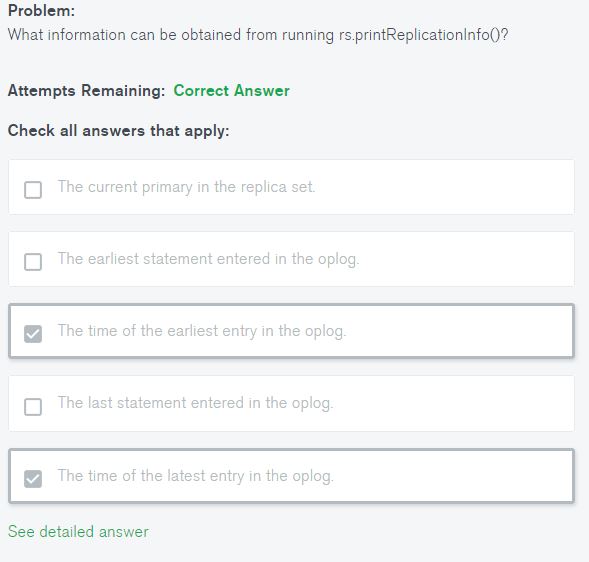 Problem:
What information can be obtained from running rs.printReplicationInfo()?
Attempts Remaining: Correct Answer
Check all answers that apply:
The current primary in the replica set.
The earliest statement entered in the oplog.
The time of the earliest entry in the oplog.
The last statement entered in the oplog.
The time of the latest entry in the oplog.
See detailed answer